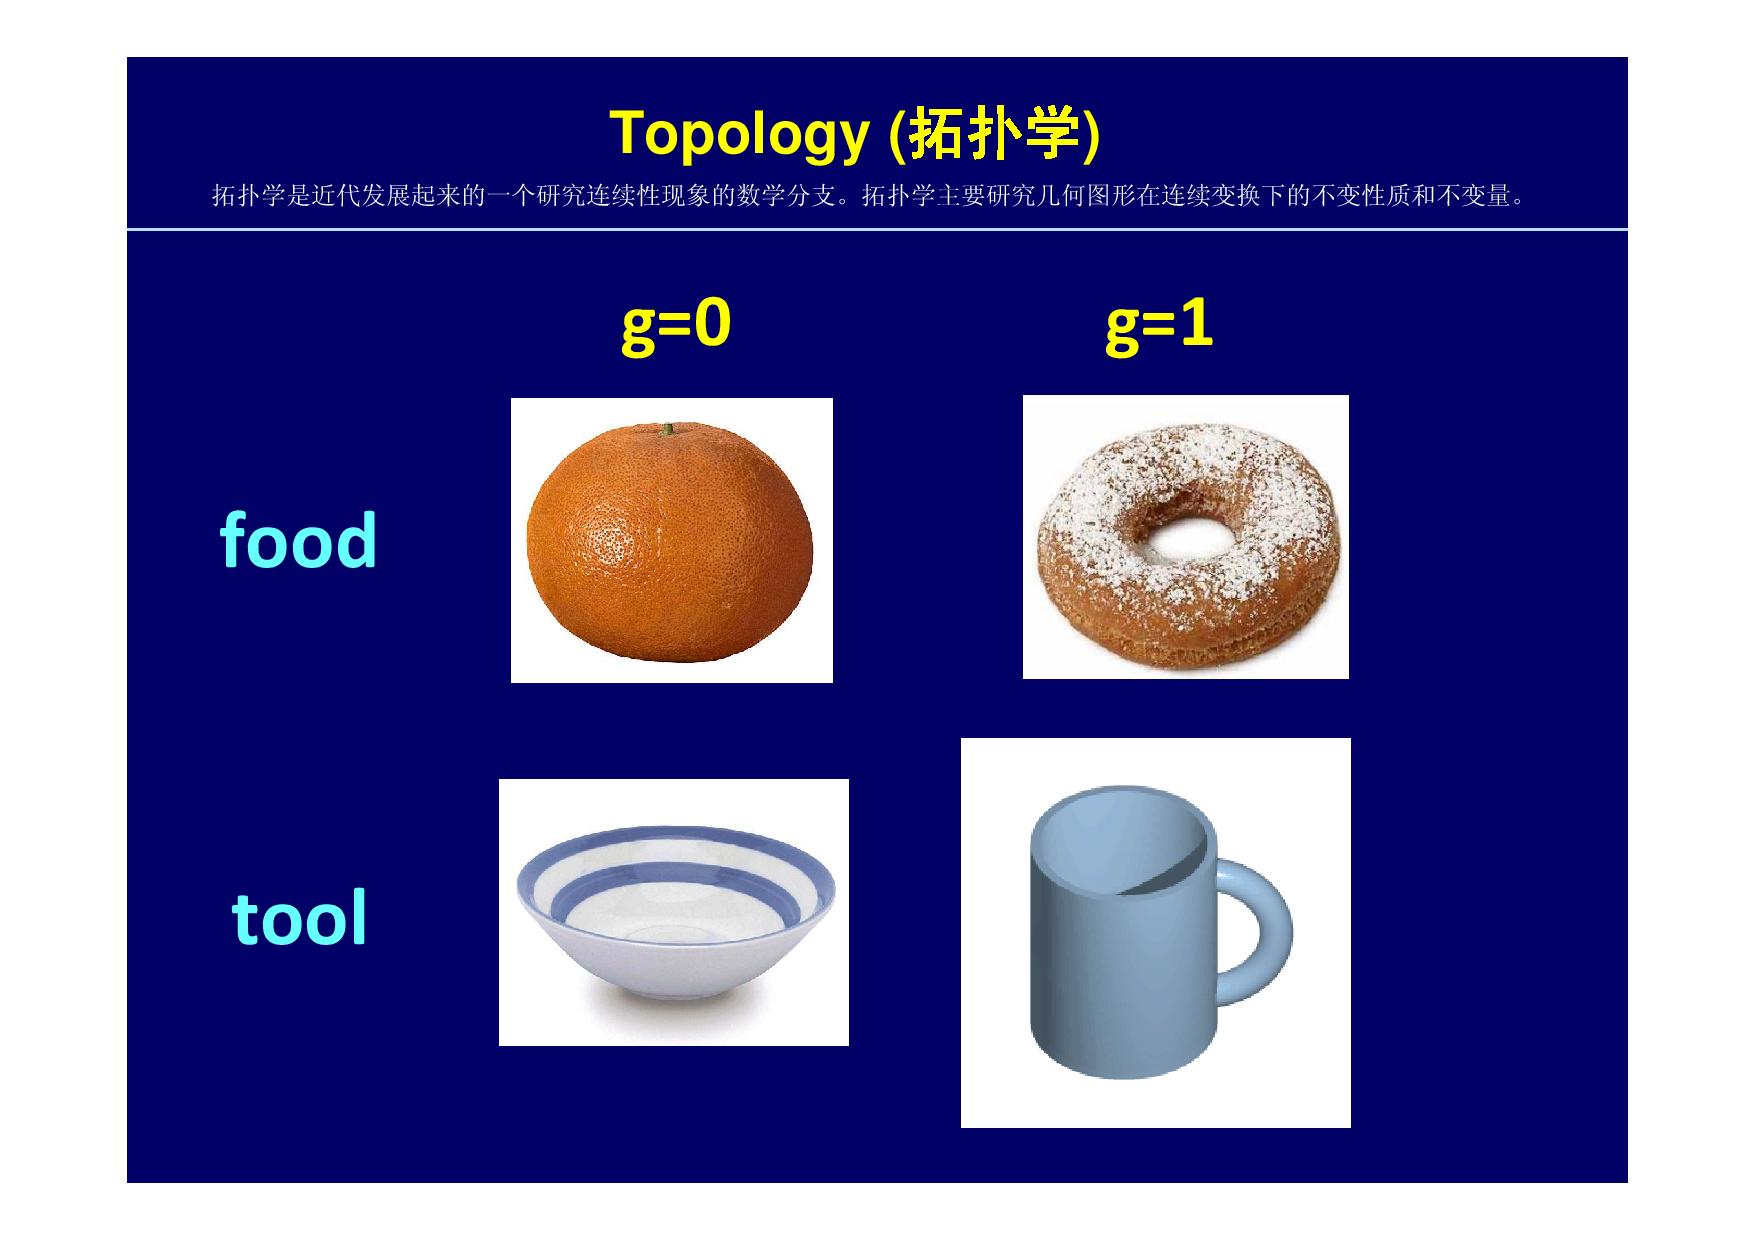 Topology (拓扑学)
拓扑学是近代发展起来的一个研究连续性现象的数学分支。拓扑学主要研究几何图形在连续变换下的不变性质和不变量。
g=0 g=1
food
tool